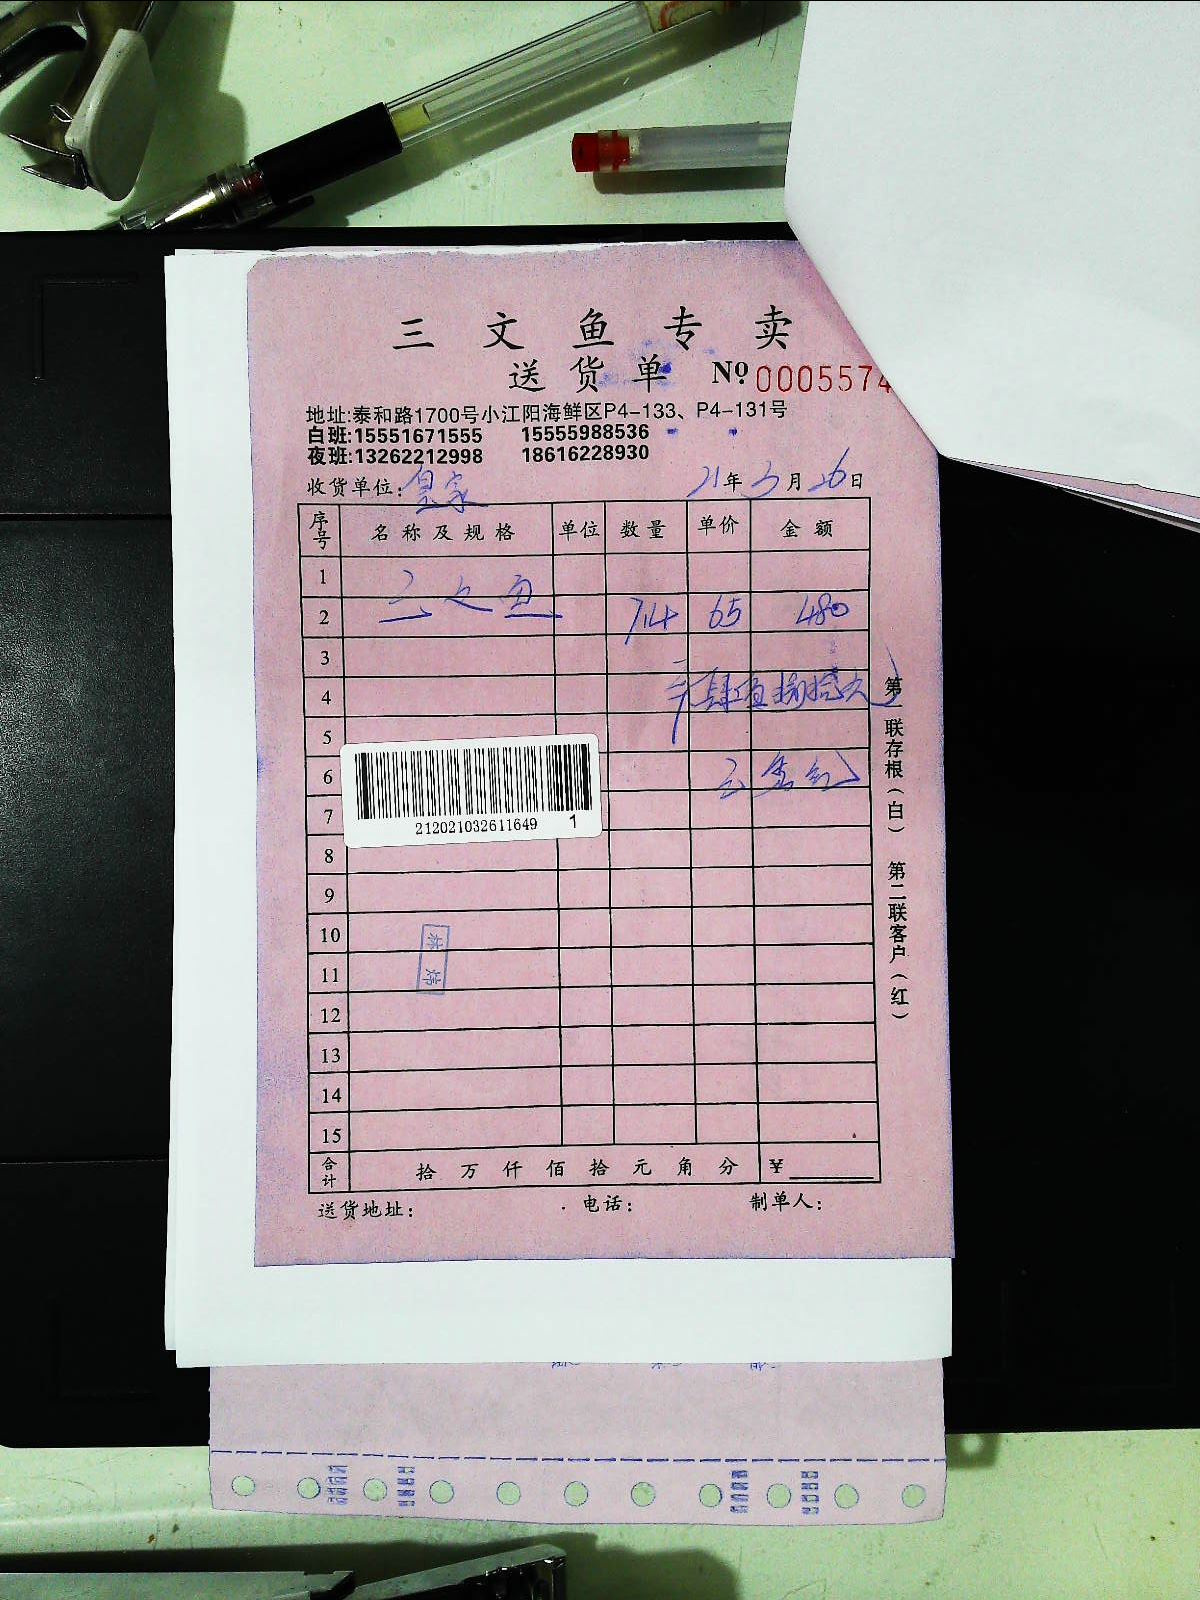 三文鱼专卖
送货单 № 0005574
地址:泰和路1700号小江阳海鲜区P4-133、P4-131号
白班:15551671555 15555988536
夜班:13262212998 18616228930
收货单位: 皇家 21年3月26日
序号 名称及规格 单位 数量 单价 金额
1
三文鱼
2 65 480
3
4
5
6
7
212021032611649 1
8
9
10
11
12
13
14
15
合计 拾万仟佰拾元角分 ¥
送货地址: 电话: 制单人:
第一联存根(白) 第二联客户(红)